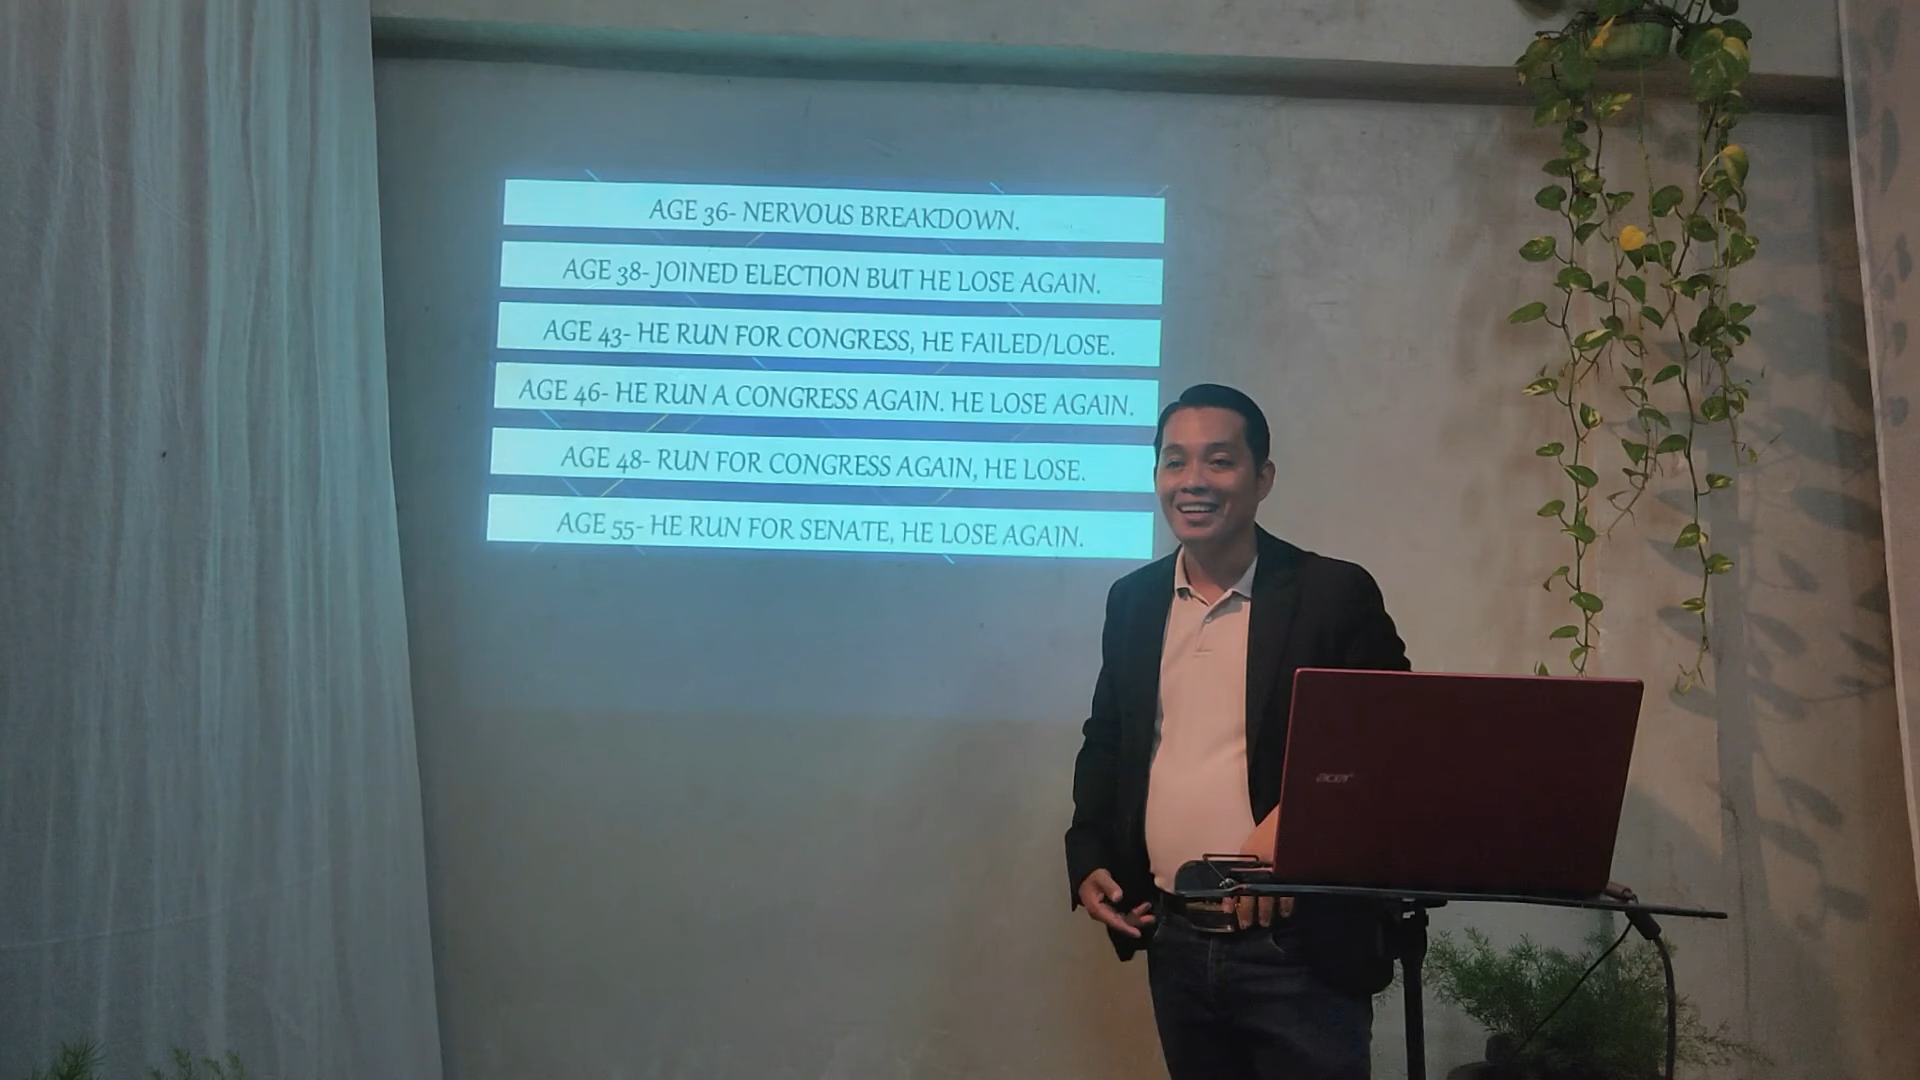 AGE 36- NERVOUS BREAKDOWN.
AGE 38- JOINED ELECTION BUT HE LOSE AGAIN.
AGE 43- HE RUN FOR CONGRESS, HE FAILED/LOSE.
AGE 46- HE RUN A CONGRESS AGAIN. HE LOSE AGAIN.
AGE 48- RUN FOR CONGRESS AGAIN, HE LOSE.
AGE 55- HE RUN FOR SENATE, HE LOSE AGAIN.
acer